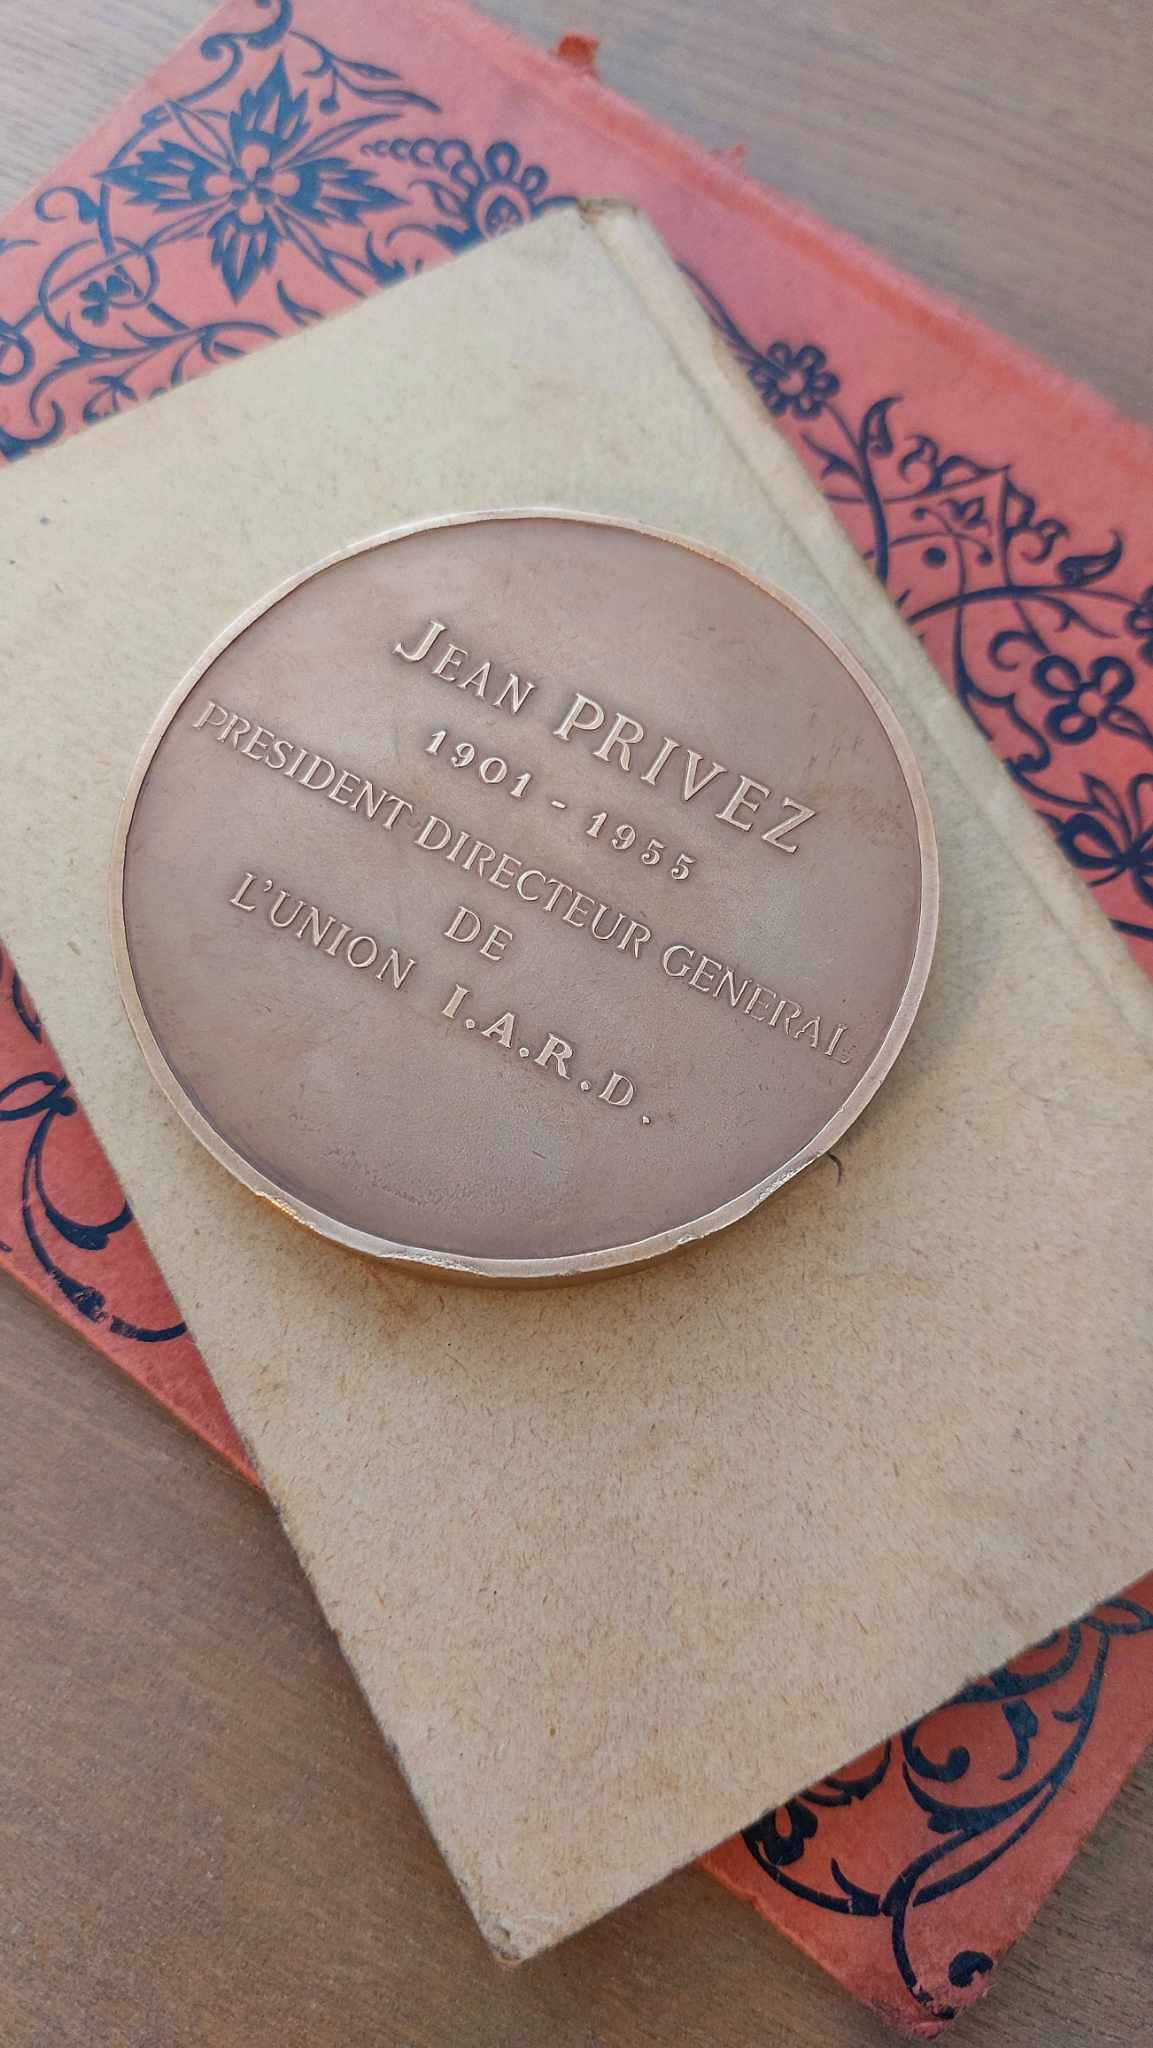 JEAN PRIVEZ
1901 - 1955
PRESIDENT-DIRECTEUR GENERAL
DE
L'UNION I.A.R.D.